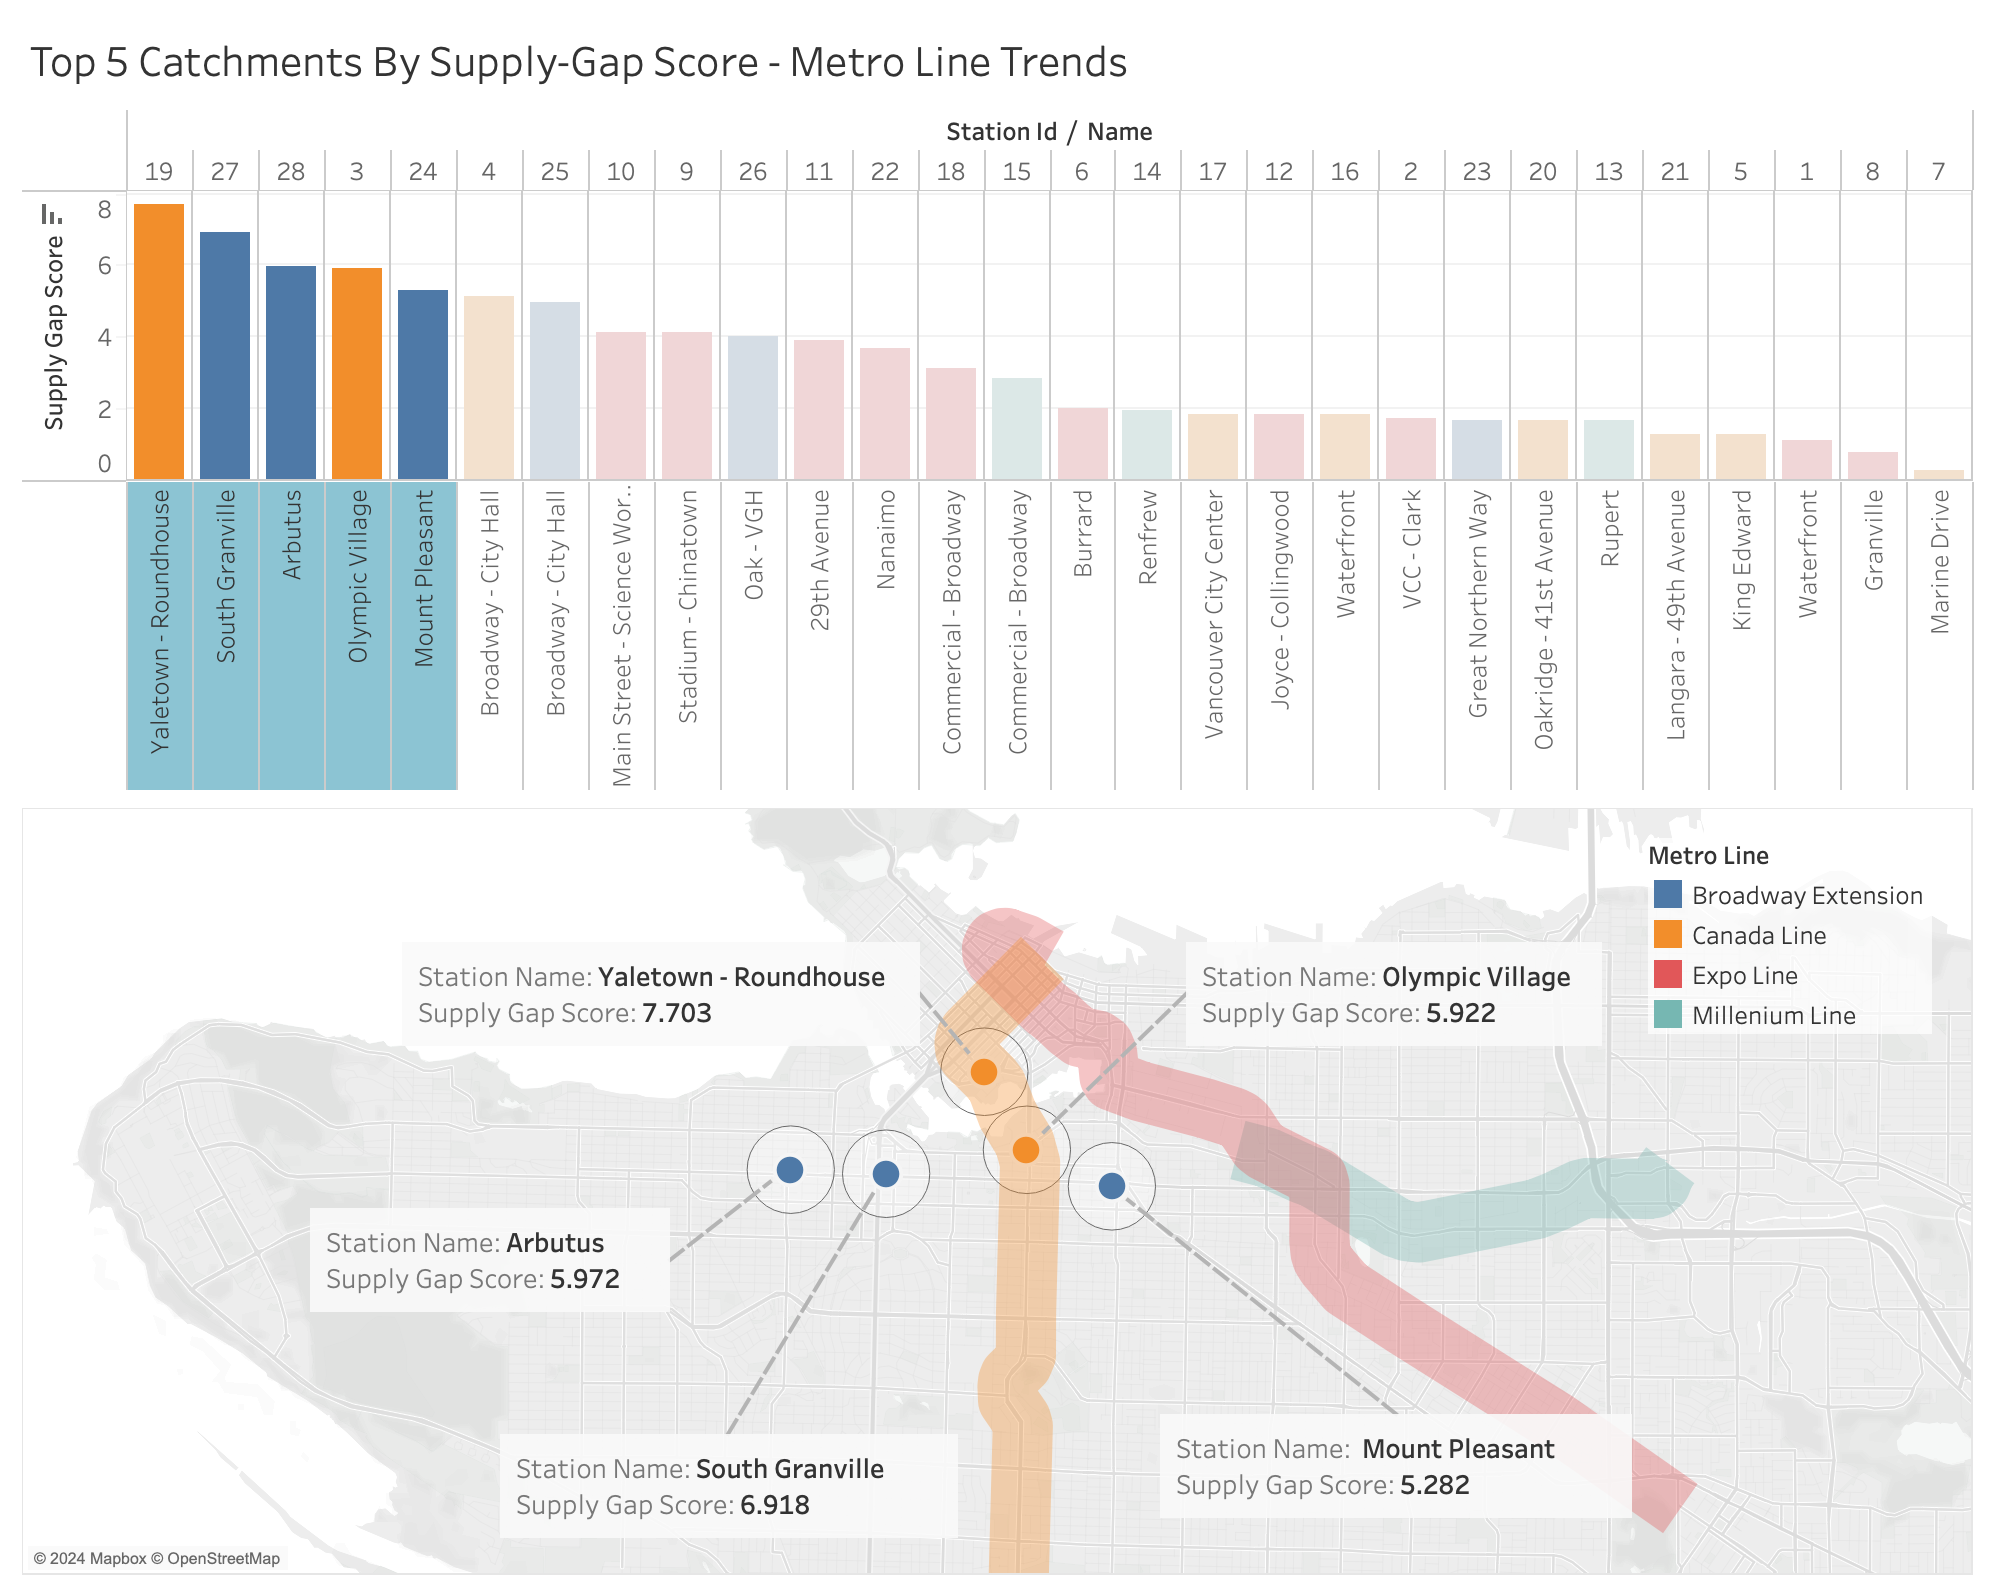 Top 5 Catchments By Supply-Gap Score - Metro Line Trends
Station Id / Name
19 27 28 3 24 4 25 10 9 26 11 22 18 15 6 14 17 12 16 2 23 20 13 21 5 1 8 7
Supply Gap Score
8
6
4
2
0
Yaletown - Roundhouse
South Granville
Arbutus
Olympic Village
Mount Pleasant
Broadway - City Hall
Broadway - City Hall
Main Street - Science Wor..
Stadium - Chinatown
Oak - VGH
29th Avenue
Nanaimo
Commercial - Broadway
Commercial - Broadway
Burrard
Renfrew
Vancouver City Center
Joyce - Collingwood
Waterfront
VCC - Clark
Great Northern Way
Oakridge - 41st Avenue
Rupert
Langara - 49th Avenue
King Edward
Waterfront
Granville
Marine Drive
Metro Line
Broadway Extension
Canada Line
Expo Line
Millenium Line
Station Name: Yaletown - Roundhouse
Supply Gap Score: 7.703
Station Name: Olympic Village
Supply Gap Score: 5.922
Station Name: Arbutus
Supply Gap Score: 5.972
Station Name: South Granville
Supply Gap Score: 6.918
Station Name: Mount Pleasant
Supply Gap Score: 5.282
© 2024 Mapbox © OpenStreetMap